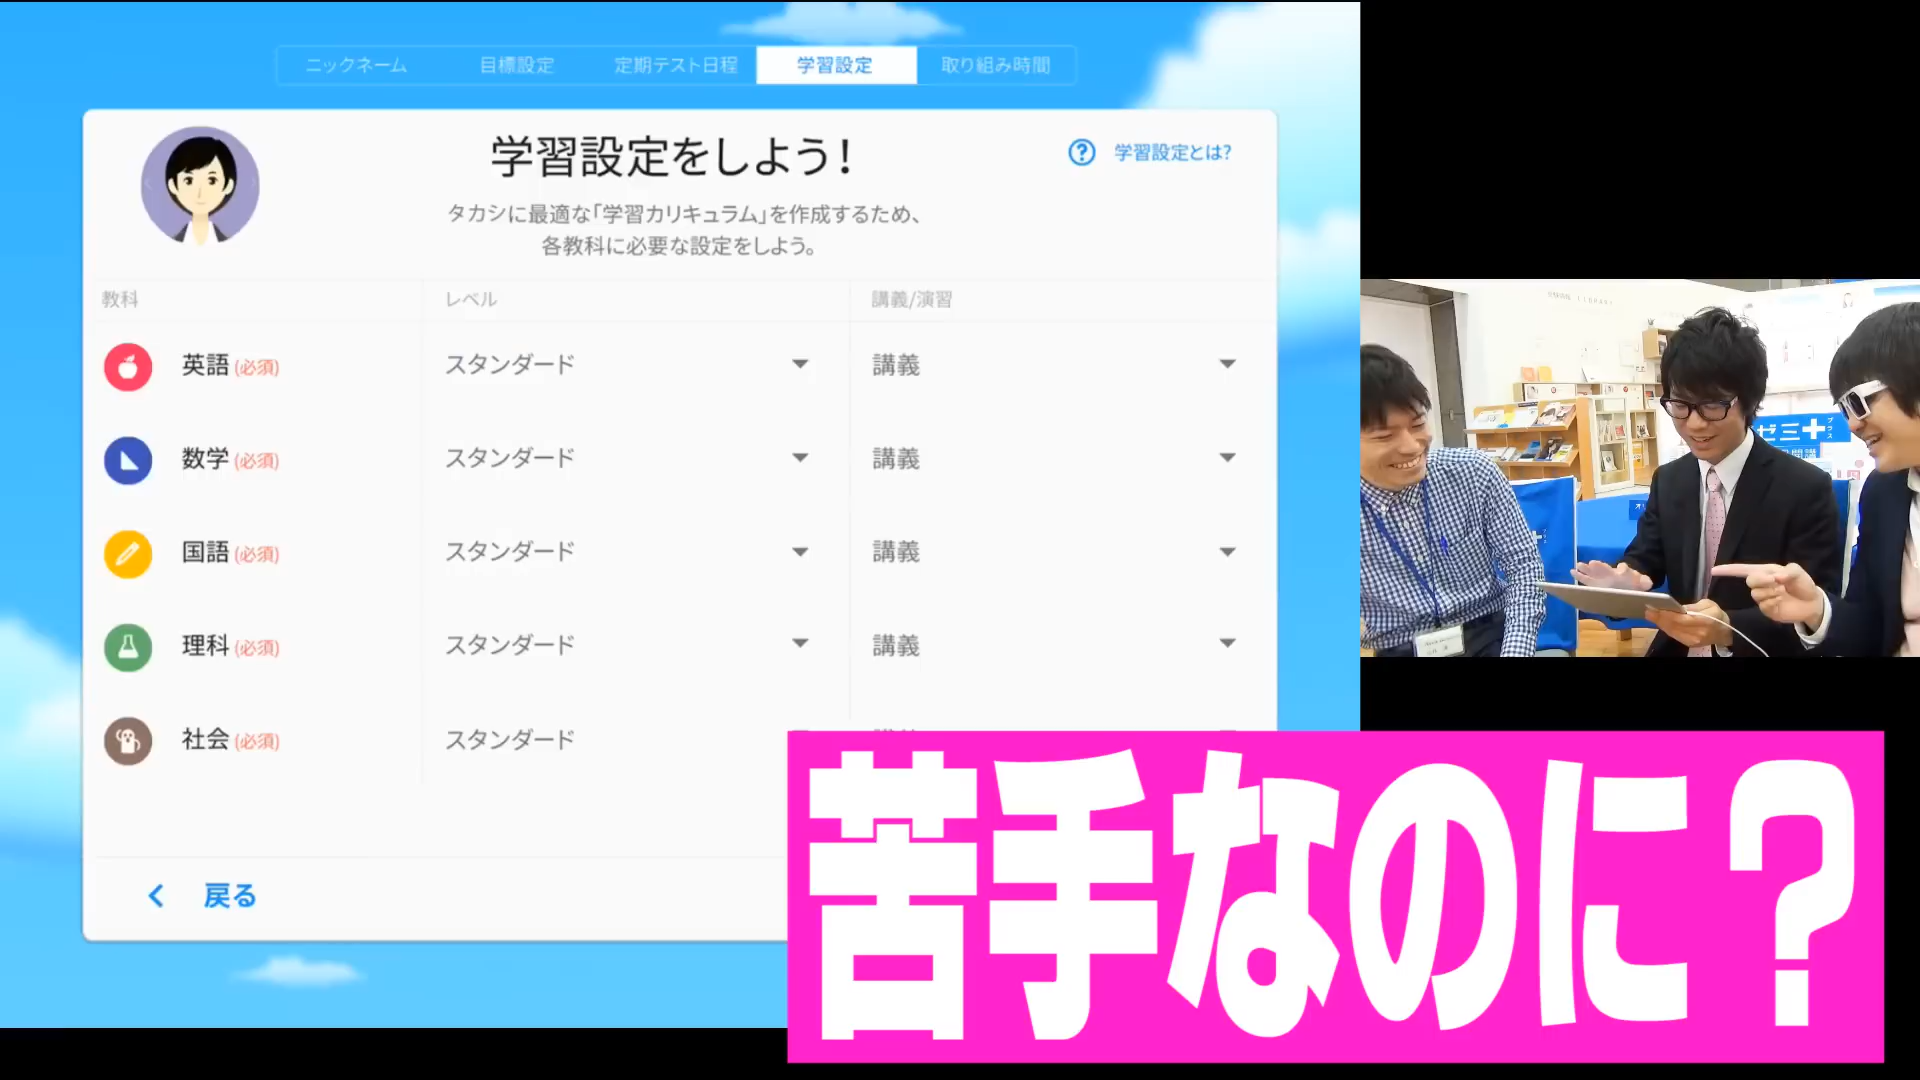 ニックネーム 目標設定 定期テスト日程 学習設定 取り組み時間
学習設定をしよう!
? 学習設定とは?
タカシに最適な「学習カリキュラム」を作成するため、
各教科に必要な設定をしよう。
教科 レベル 講義/演習
英語(必須) スタンダード 講義
数学(必須) スタンダード 講義
国語(必須) スタンダード 講義
理科(必須) スタンダード 講義
社会(必須) スタンダード
戻る
ゼミ+
プラス
苦手なのに?